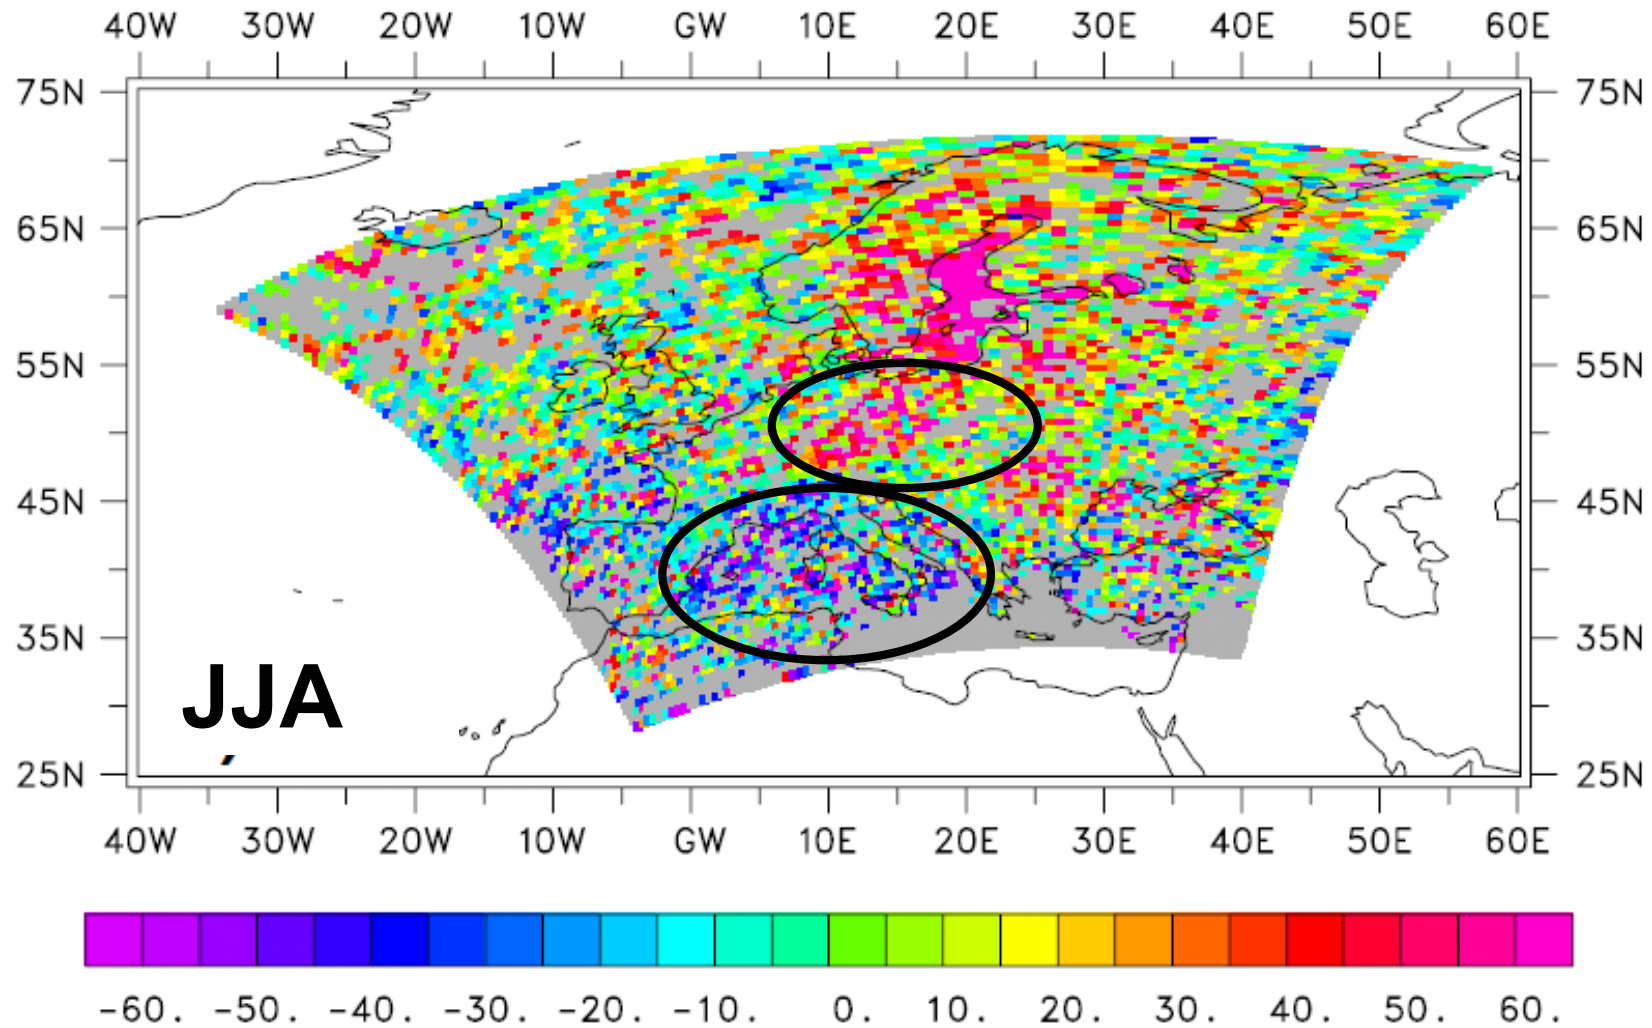 40W 30W 20W 10W GW 10E 20E 30E 40E 50E 60E
75N 75N
65N 65N
55N 55N
45N 45N
35N 35N
JJA
,
25N 25N
40W 30W 20W 10W GW 10E 20E 30E 40E 50E 60E
-60. -50. -40. -30. -20. -10. 0. 10. 20. 30. 40. 50. 60.